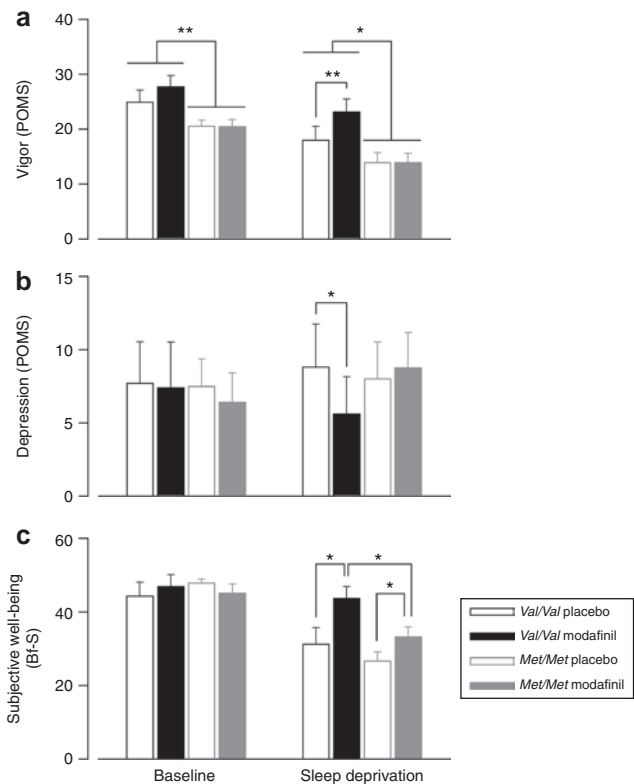 a
Vigor (POMS)
40
30
20
10
0
**
**
*
b
Depression (POMS)
15
10
5
0
*
c
Subjective well-being
(Bf-S)
60
40
20
0
*
*
*
Baseline
Sleep deprivation
Val/Val placebo
Val/Val modafinil
Met/Met placebo
Met/Met modafinil